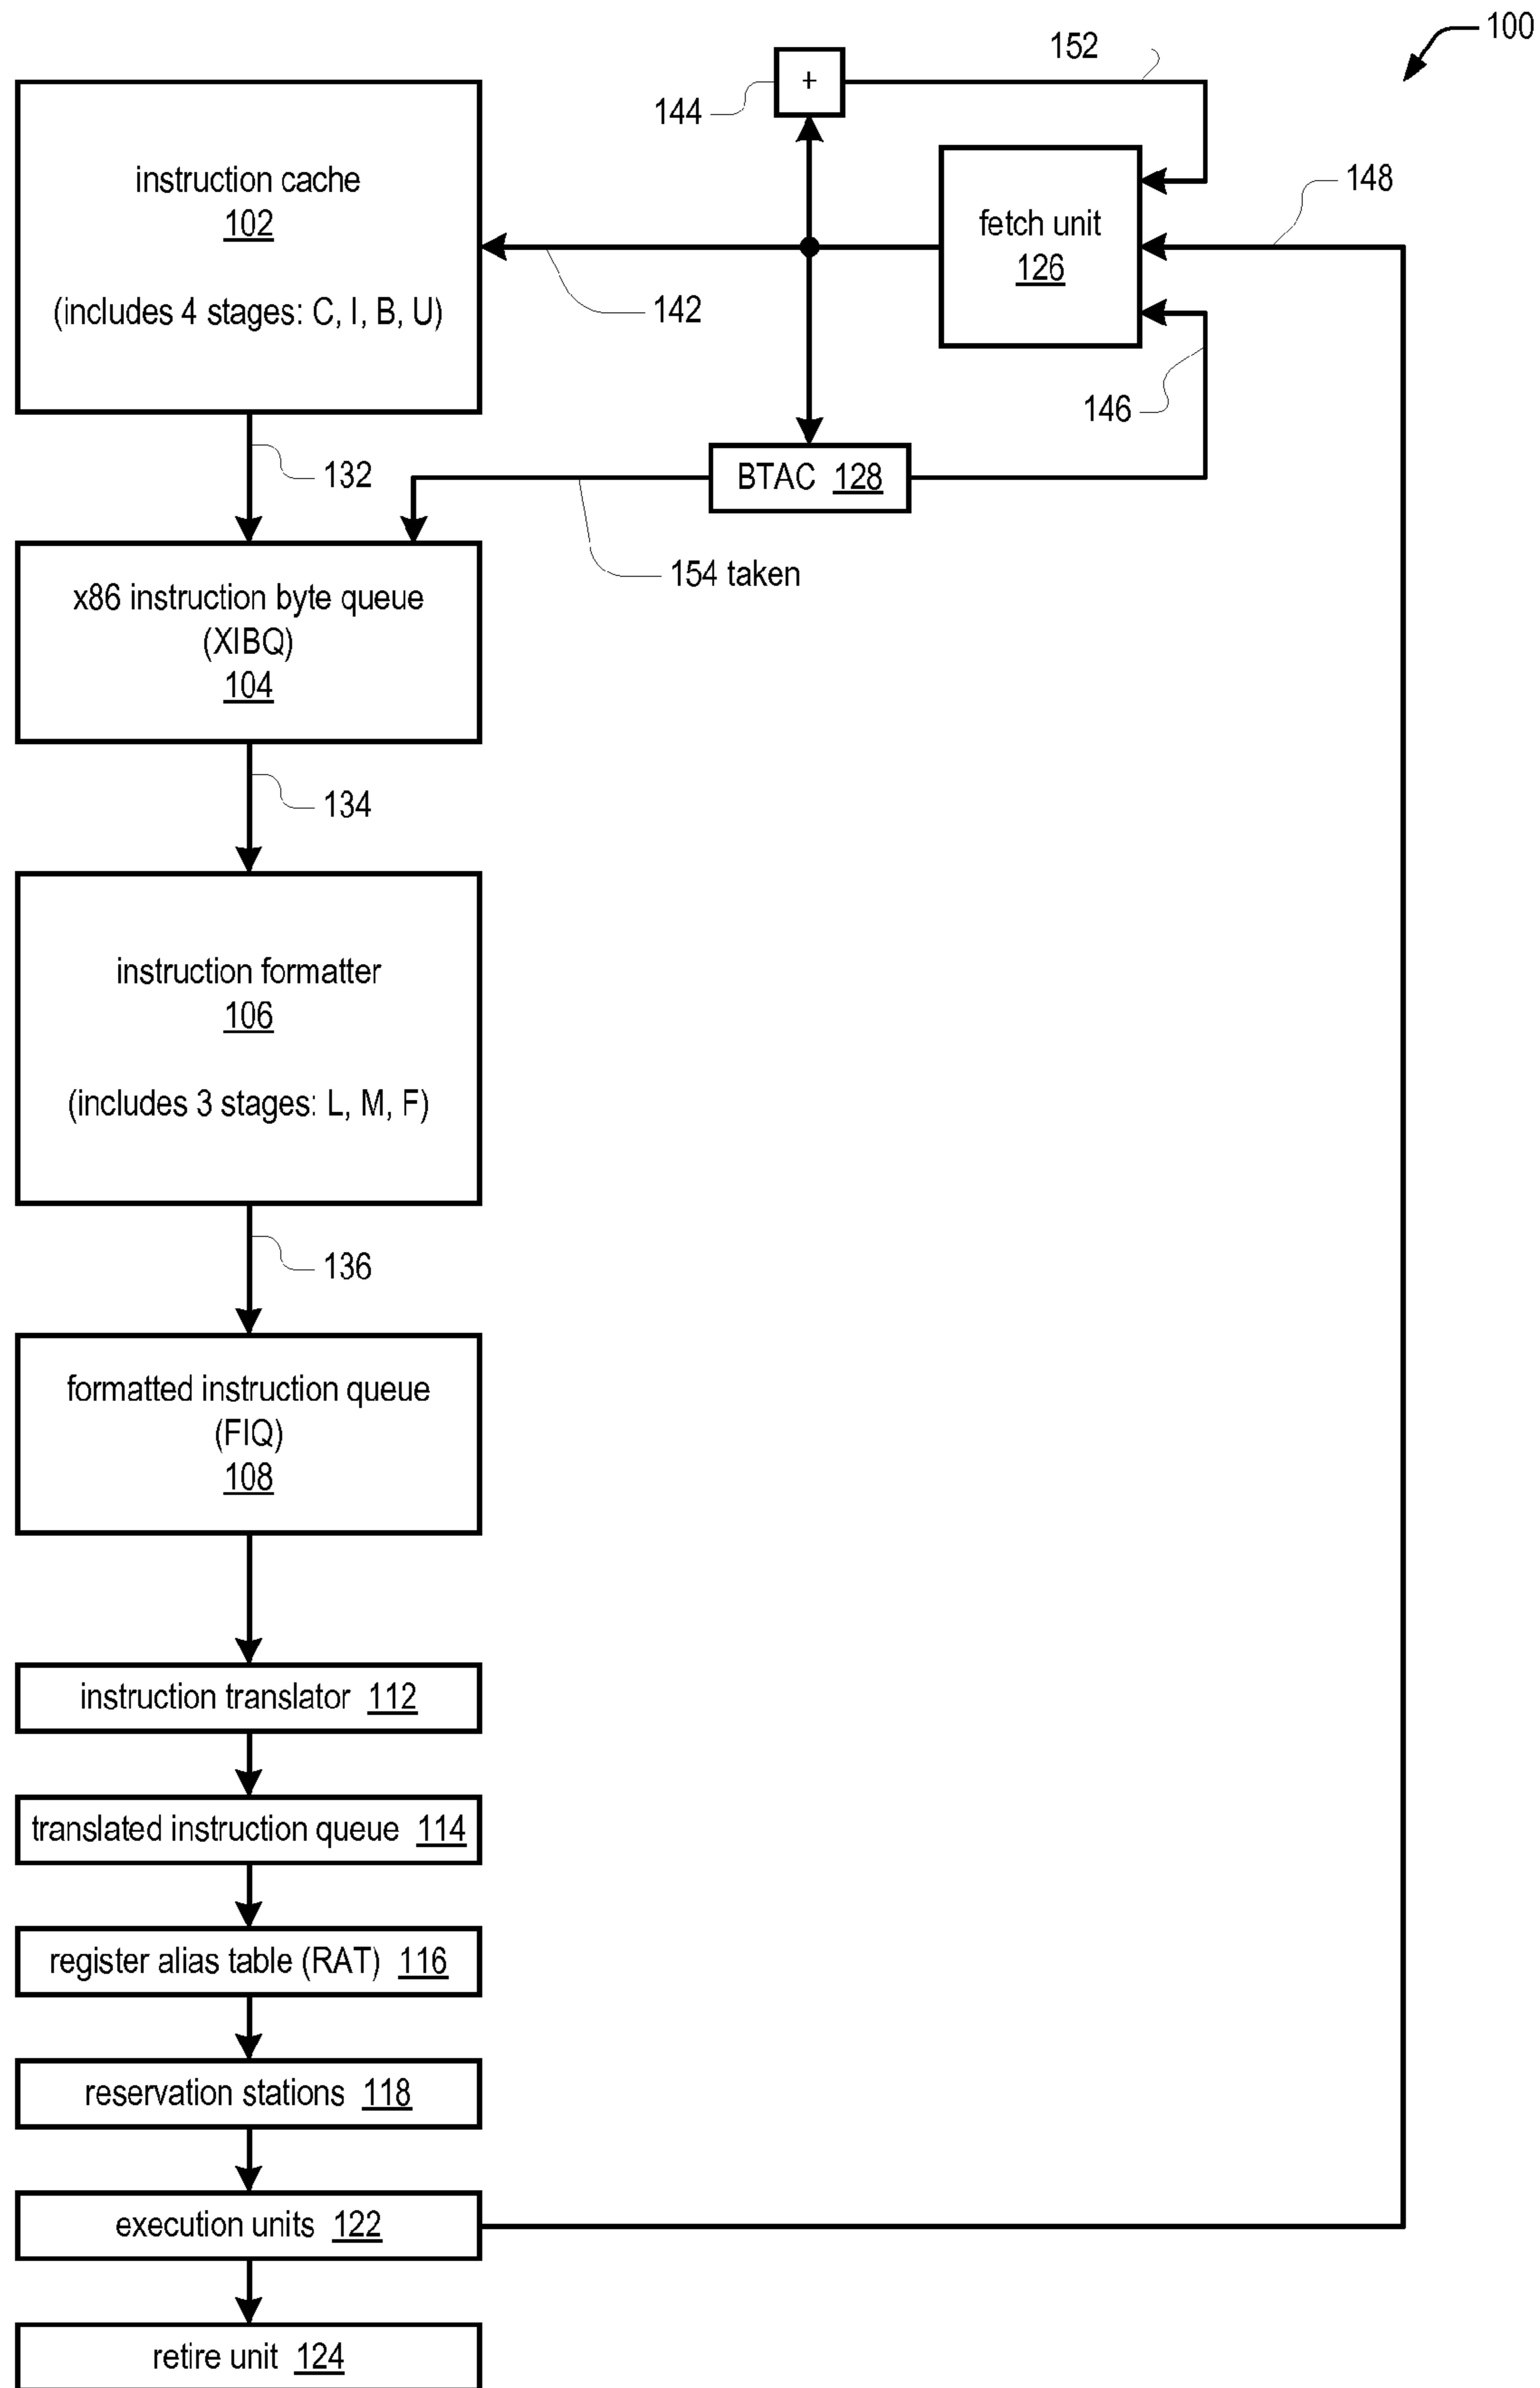 100
152
+
144
instruction cache
102
(includes 4 stages: C, I, B, U)
fetch unit
126
148
142
146
132
BTAC 128
154 taken
x86 instruction byte queue
(XIBQ)
104
134
instruction formatter
106
(includes 3 stages: L, M, F)
136
formatted instruction queue
(FIQ)
108
instruction translator 112
translated instruction queue 114
register alias table (RAT) 116
reservation stations 118
execution units 122
retire unit 124